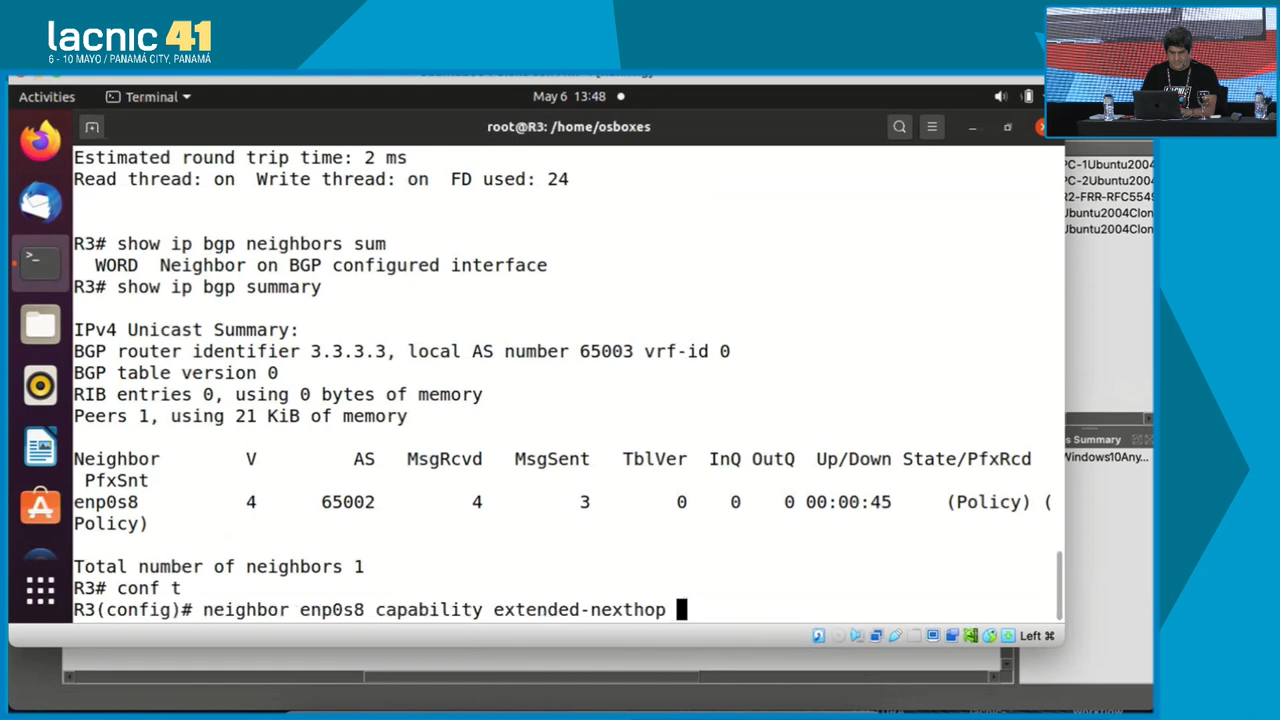 lacnic 41
6 - 10 MAYO / PANAMÁ CITY, PANAMÁ
Activities
Terminal
May 6 13:48
root@R3: /home/osboxes
Estimated round trip time: 2 ms
Read thread: on  Write thread: on  FD used: 24
R3# show ip bgp neighbors sum
WORD  Neighbor on BGP configured interface
R3# show ip bgp summary
IPv4 Unicast Summary:
BGP router identifier 3.3.3.3, local AS number 65003 vrf-id 0
BGP table version 0
RIB entries 0, using 0 bytes of memory
Peers 1, using 21 KiB of memory
Neighbor V AS MsgRcvd MsgSent TblVer InQ OutQ Up/Down State/PfxRcd
PfxSnt
enp0s8 4 65002 4 3 0 0 0 00:00:45 (Policy) (
Policy)
Total number of neighbors 1
R3# conf t
R3(config)# neighbor enp0s8 capability extended-nexthop
Left ⌘
PC-1Ubuntu2004
PC-2Ubuntu2004
R2-FRR-RFC5549
Ubuntu2004Clon
Ubuntu2004Clon
s Summary
Windows10Any...